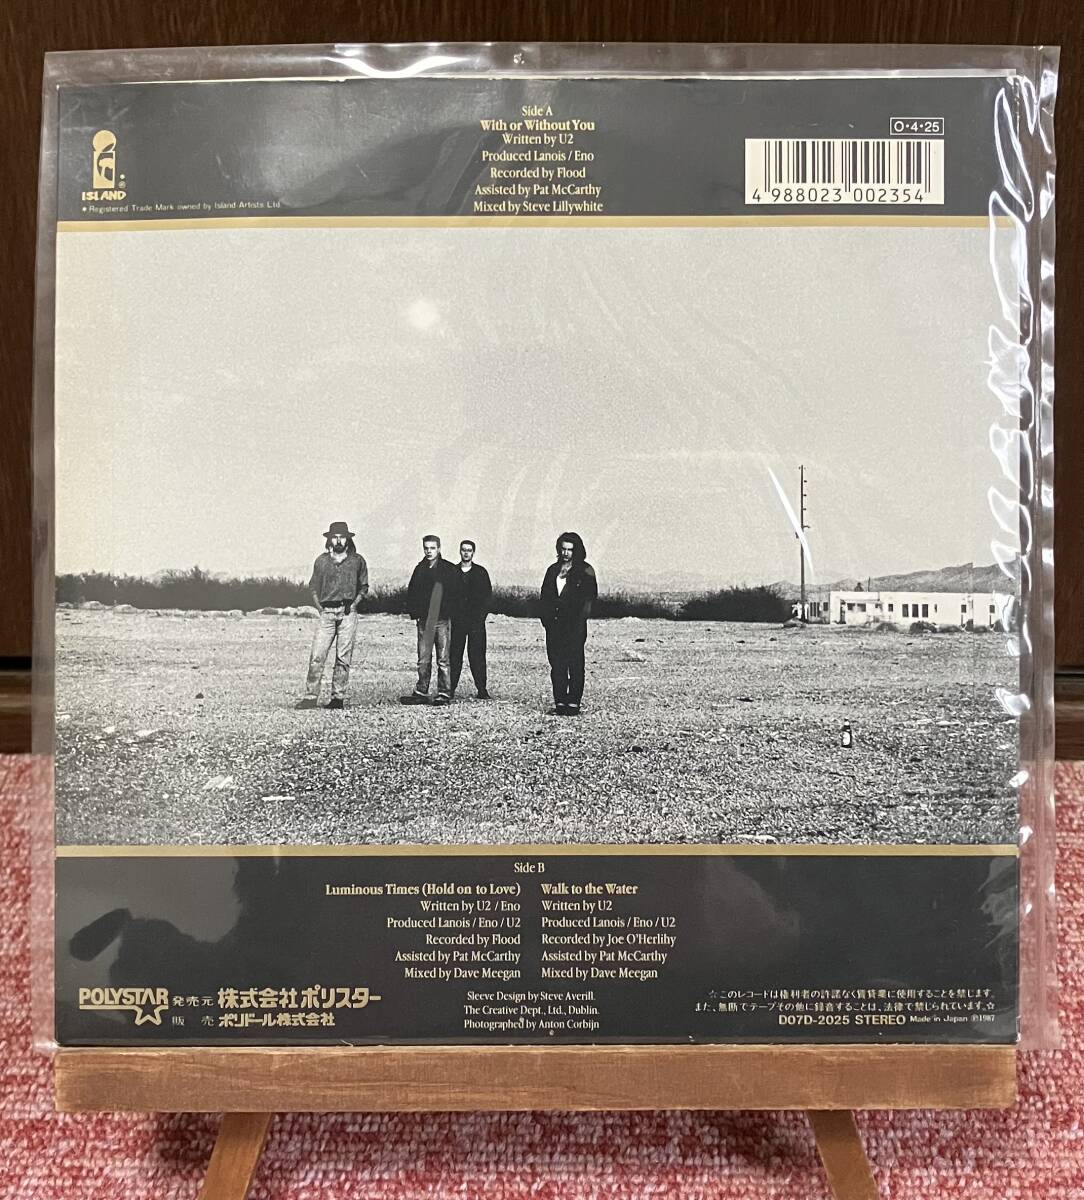 ISLAND
®
* Registered Trade Mark owned by Island Artists Ltd
Side A
With or Without You
Written by U2
Produced Lanois / Eno
Recorded by Flood
Assisted by Pat McCarthy
Mixed by Steve Lillywhite
O・4・25
4 988023 002354
Side B
Luminous Times (Hold on to Love)
Written by U2 / Eno
Produced Lanois / Eno / U2
Recorded by Flood
Assisted by Pat McCarthy
Mixed by Dave Meegan
Walk to the Water
Written by U2
Produced Lanois / Eno / U2
Recorded by Joe O'Herlihy
Assisted by Pat McCarthy
Mixed by Dave Meegan
POLYSTAR 発売元 株式会社ポリスター
販 売 ポリドール株式会社
Sleeve Design by Steve Averill.
The Creative Dept., Ltd., Dublin.
Photographed by Anton Corbijn
☆このレコードは権利者の許諾なく賃貸業に使用することを禁じます。
また、無断でテープその他に録音することは、法律で禁じられています。☆
D07D-2025 STEREO Made in Japan ℗1987